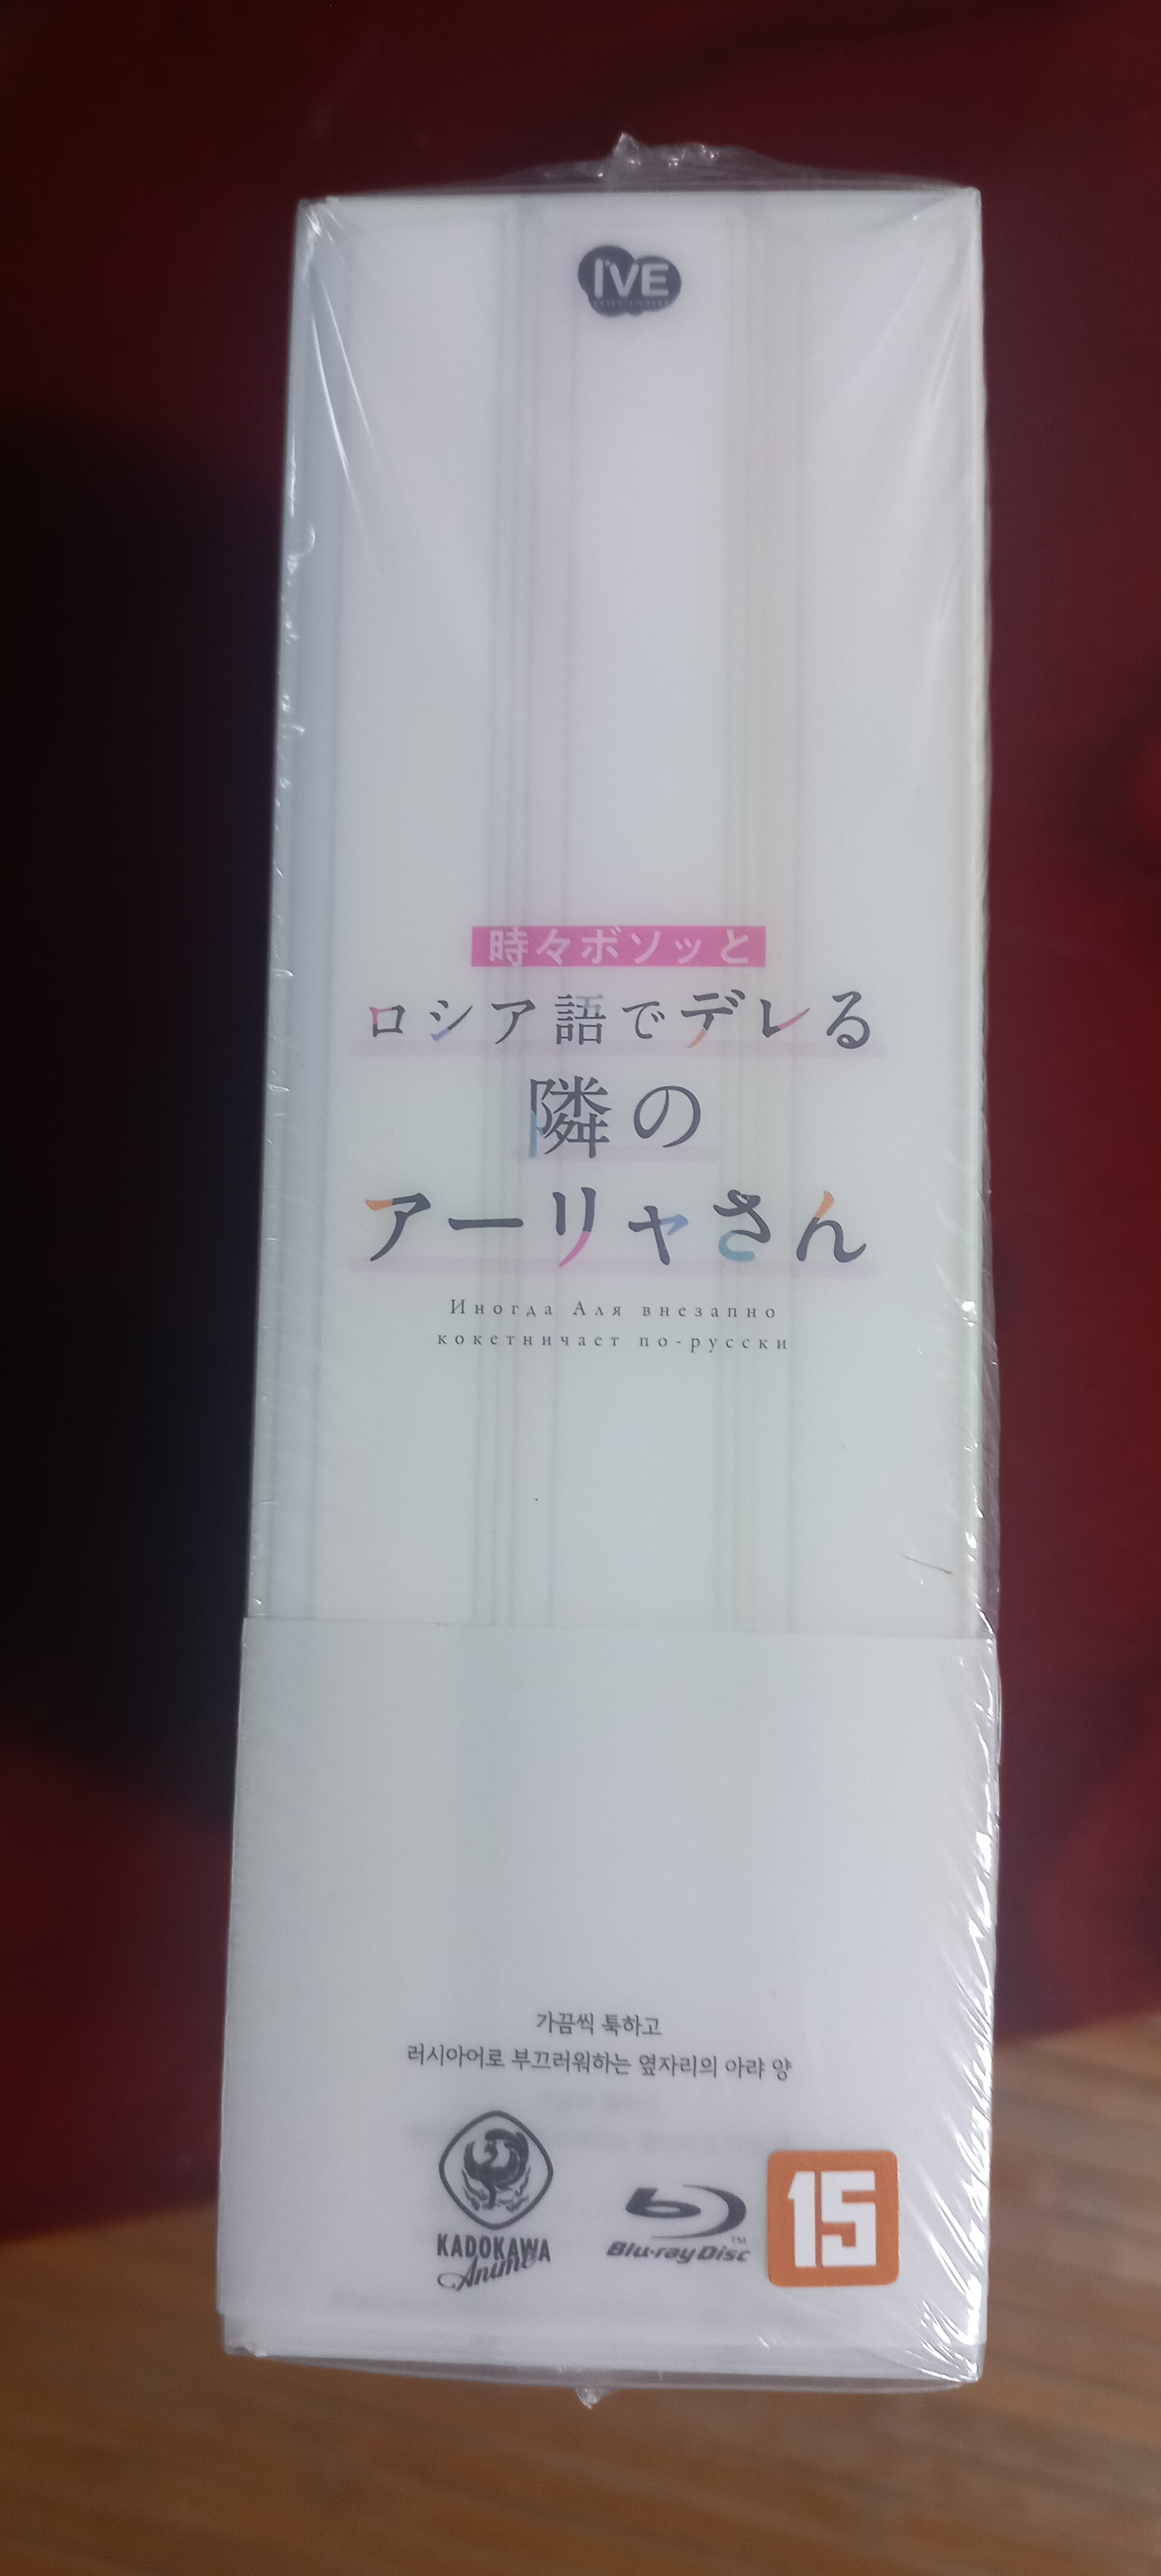 I'VE
時々ボソッと
ロシア語でデレる
隣の
アーリャさん
Иногда Аля внезапно
кокетничает по-русски
가끔씩 툭하고
러시아어로 부끄러워하는 옆자리의 아랴 양
KADOKAWA
Anime
Blu-ray Disc™
15